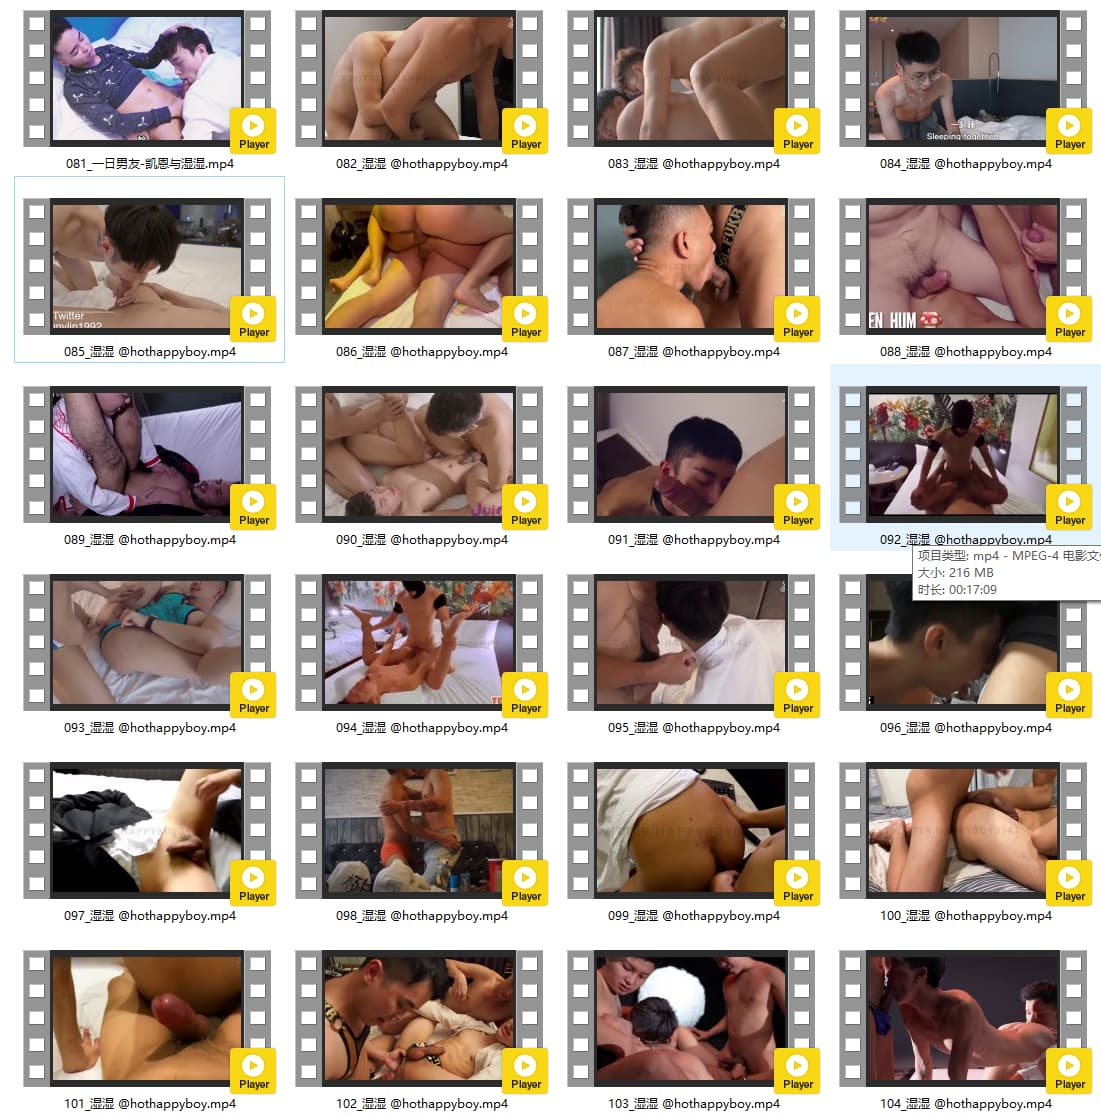 Player
Player
Player
Sleeping together
Player
081_一日男友-凯恩与湿湿.mp4
082_湿湿 @hothappyboy.mp4
083_湿湿 @hothappyboy.mp4
084_湿湿 @hothappyboy.mp4
Twitter
Player
Player
Player
EN HUM
Player
085_湿湿 @hothappyboy.mp4
086_湿湿 @hothappyboy.mp4
087_湿湿 @hothappyboy.mp4
088_湿湿 @hothappyboy.mp4
Player
Player
Player
Player
089_湿湿 @hothappyboy.mp4
090_湿湿 @hothappyboy.mp4
091_湿湿 @hothappyboy.mp4
092_湿湿 @hothappyboy.mp4
项目类型: mp4 - MPEG-4 电影文
大小: 216 MB
时长: 00:17:09
Player
Player
Player
Player
093_湿湿 @hothappyboy.mp4
094_湿湿 @hothappyboy.mp4
095_湿湿 @hothappyboy.mp4
096_湿湿 @hothappyboy.mp4
Player
Player
Player
Player
097_湿湿 @hothappyboy.mp4
098_湿湿 @hothappyboy.mp4
099_湿湿 @hothappyboy.mp4
100_湿湿 @hothappyboy.mp4
Player
Player
Player
Player
101_湿湿 @hothappyboy.mp4
102_湿湿 @hothappyboy.mp4
103_湿湿 @hothappyboy.mp4
104_湿湿 @hothappyboy.mp4